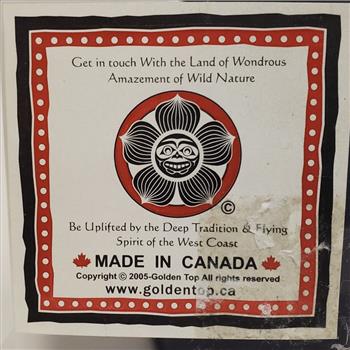 Get in touch With the Land of Wondrous
Amazement of Wild Nature
©
Be Uplifted by the Deep Tradition & Flying
Spirit of the West Coast
MADE IN CANADA
Copyright © 2005-Golden Top All rights reserved
www.goldentop.ca